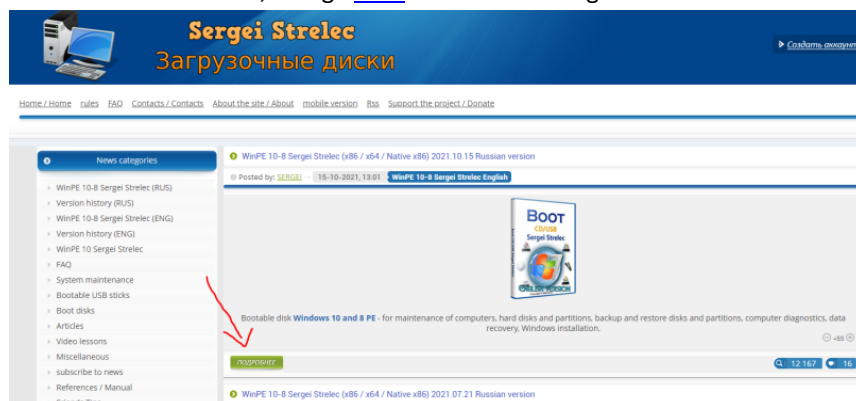 Sergei Strelec
Загрузочные диски
Создать аккаунт
Home / Home rules FAQ Contacts / Contacts About the site / About mobile version Rss Support the project / Donate
News categories
WinPE 10-8 Sergei Strelec (RUS)
Version history (RUS)
WinPE 10-8 Sergei Strelec (ENG)
Version history (ENG)
WinPE 10 Sergei Strelec
FAQ
System maintenance
Bootable USB sticks
Boot disks
Articles
Video lessons
Miscellaneous
subscribe to news
References / Manual
WinPE 10-8 Sergei Strelec (x86 / x64 / Native x86) 2021.10.15 Russian version
Posted by: SERGEI -- 15-10-2021, 13:01 WinPE 10-8 Sergei Strelec English
BOOT
CD/USB
Sergei Strelec
ENGLISH VERSION
Bootable disk Windows 10 and 8 PE - for maintenance of computers, hard disks and partitions, backup and restore disks and partitions, computer diagnostics, data
recovery, Windows installation.
+55
ПОДРОБНЕЕ
12 167 16
WinPE 10-8 Sergei Strelec (x86 / x64 / Native x86) 2021.07.21 Russian version